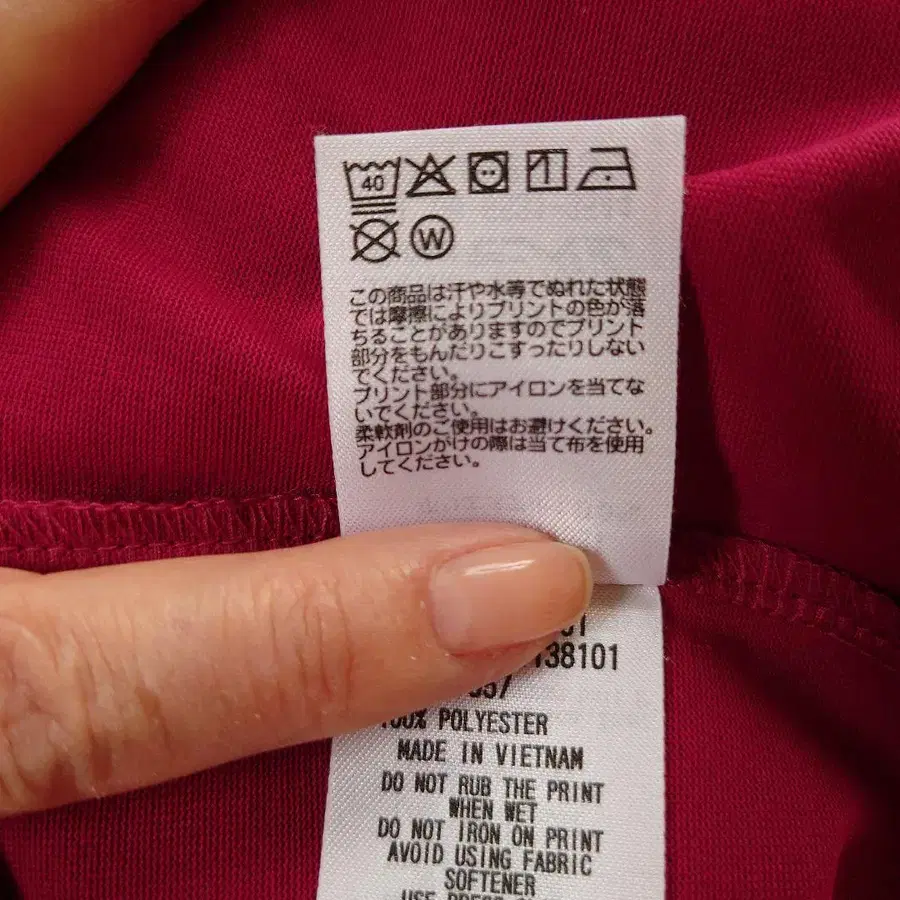 40
W
この商品は汗や水等でぬれた状態
では摩擦によりプリントの色が落
ちることがありますのでプリント
部分をもんだりこすったりしない
でください。
プリント部分にアイロンを当てな
いでください。
柔軟剤のご使用はお避けください。
アイロンがけの際は当て布を使用
してください。
138101
100% POLYESTER
MADE IN VIETNAM
DO NOT RUB THE PRINT
WHEN WET
DO NOT IRON ON PRINT
AVOID USING FABRIC
SOFTENER